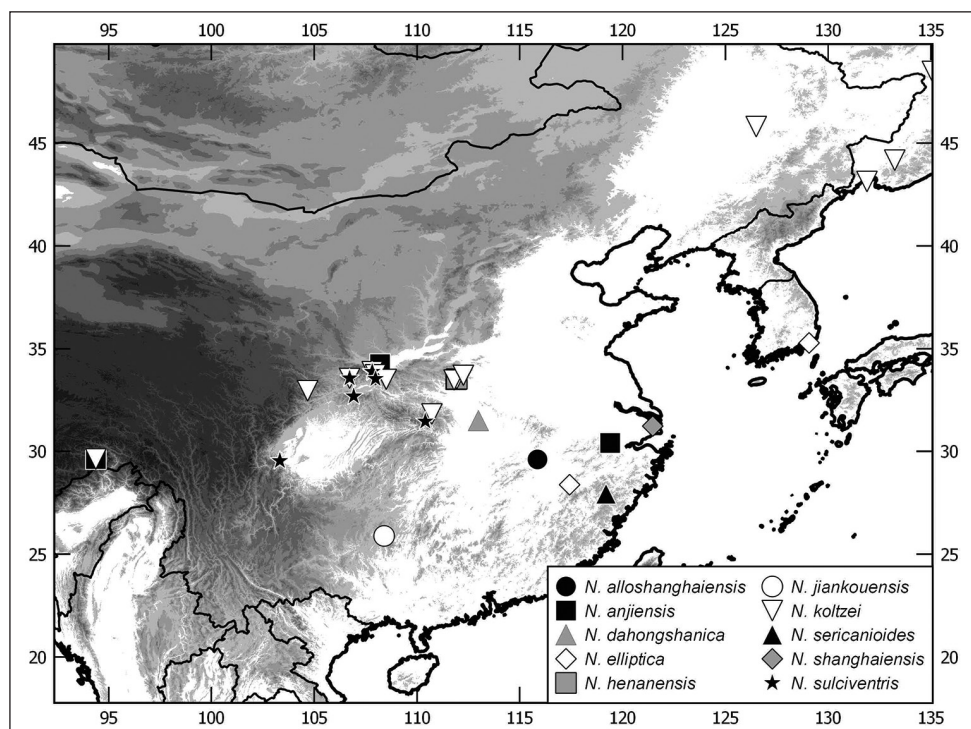 95 100 105 110 115 120 125 130 135
45 45
40 40
35 35
30 30
25 25
20 20
95 100 105 110 115 120 125 130 135
N. alloshanghaiensis N. jiankouensis
N. anjiensis N. koltzei
N. dahongshanica N. sericanioides
N. elliptica N. shanghaiensis
N. henanensis N. sulciventris